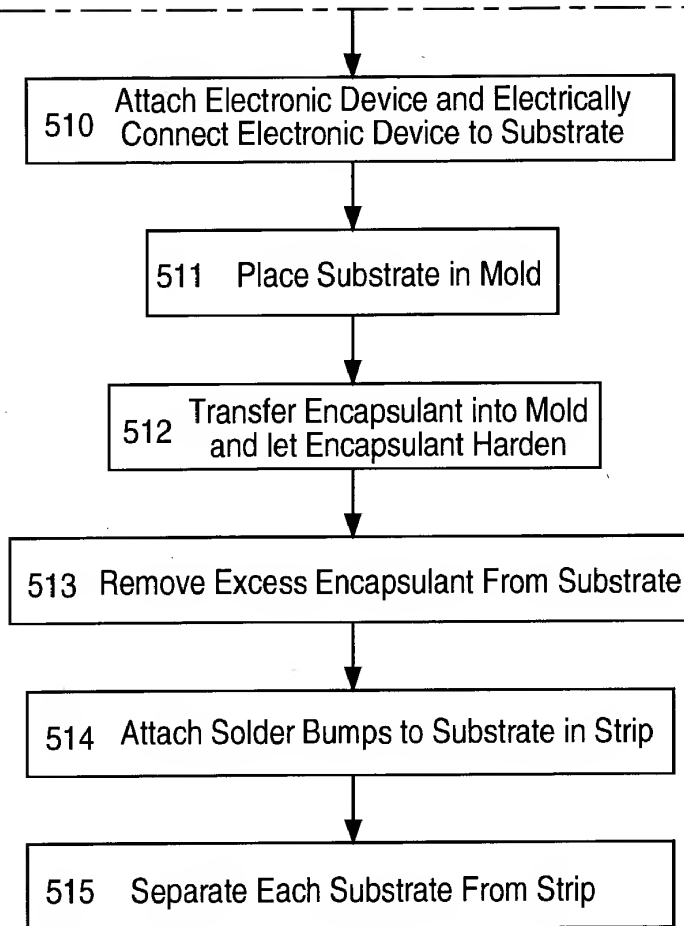 510 Attach Electronic Device and Electrically
Connect Electronic Device to Substrate
511 Place Substrate in Mold
512 Transfer Encapsulant into Mold
and let Encapsulant Harden
513 Remove Excess Encapsulant From Substrate
514 Attach Solder Bumps to Substrate in Strip
515 Separate Each Substrate From Strip